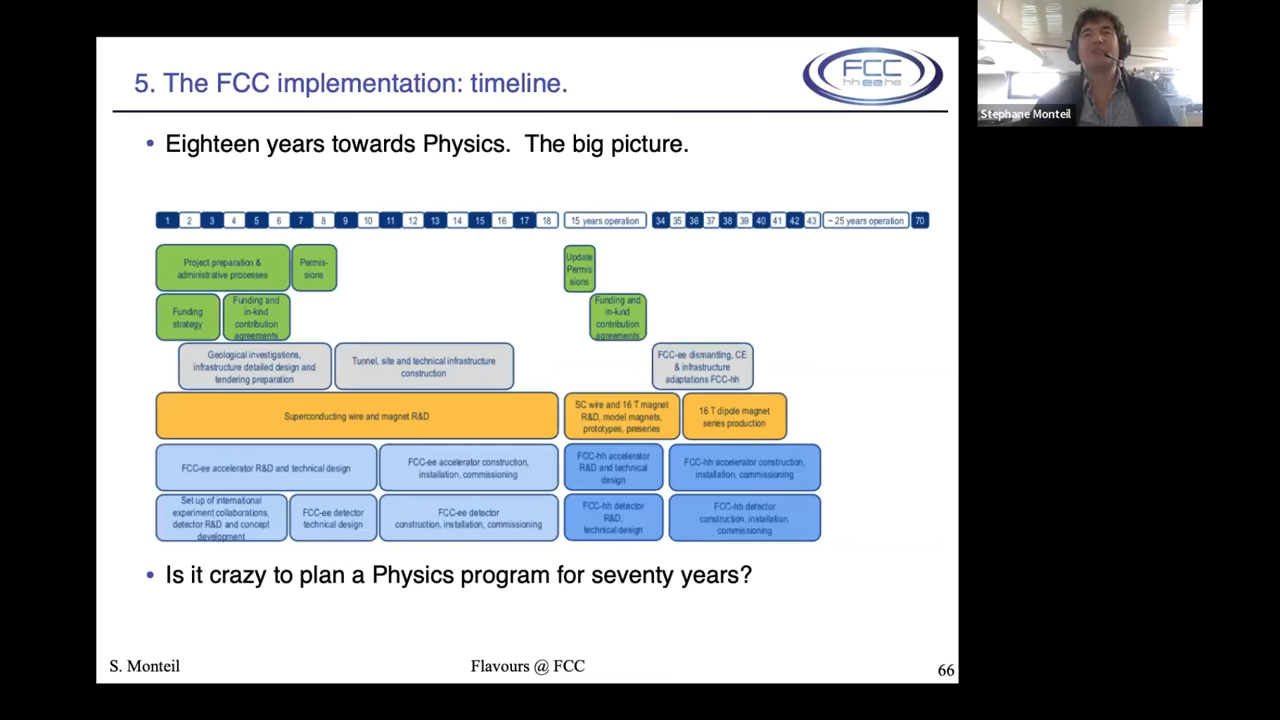 5. The FCC implementation: timeline.
FCC
hh ee he
Stephane Monteil
• Eighteen years towards Physics. The big picture.
1 2 3 4 5 6 7 8 9 10 11 12 13 14 15 16 17 18 15 years operation 34 35 36 37 38 39 40 41 42 43 ~ 25 years operation 70
Project preparation &
administrative processes
Permis-
sions
Update
Permis
sions
Funding
strategy
Funding and
in-kind
contribution
agreements
Funding and
in-kind
contribution
agreements
Geological investigations,
infrastructure detailed design and
tendering preparation
Tunnel, site and technical infrastructure
construction
FCC-ee dismantling, CE
& infrastructure
adaptations FCC-hh
Superconducting wire and magnet R&D
SC wire and 16 T magnet
R&D, model magnets,
prototypes, preseries
16 T dipole magnet
series production
FCC-ee accelerator R&D and technical design
FCC-ee accelerator construction,
installation, commissioning
FCC-hh accelerator
R&D and technical
design
FCC-hh accelerator construction,
installation, commissioning
Set up of international
experiment collaborations,
detector R&D and concept
development
FCC-ee detector
technical design
FCC-ee detector
construction, installation, commissioning
FCC-hh detector
R&D,
technical design
FCC-hh detector
construction, installation,
commissioning
• Is it crazy to plan a Physics program for seventy years?
S. Monteil
Flavours @ FCC
66